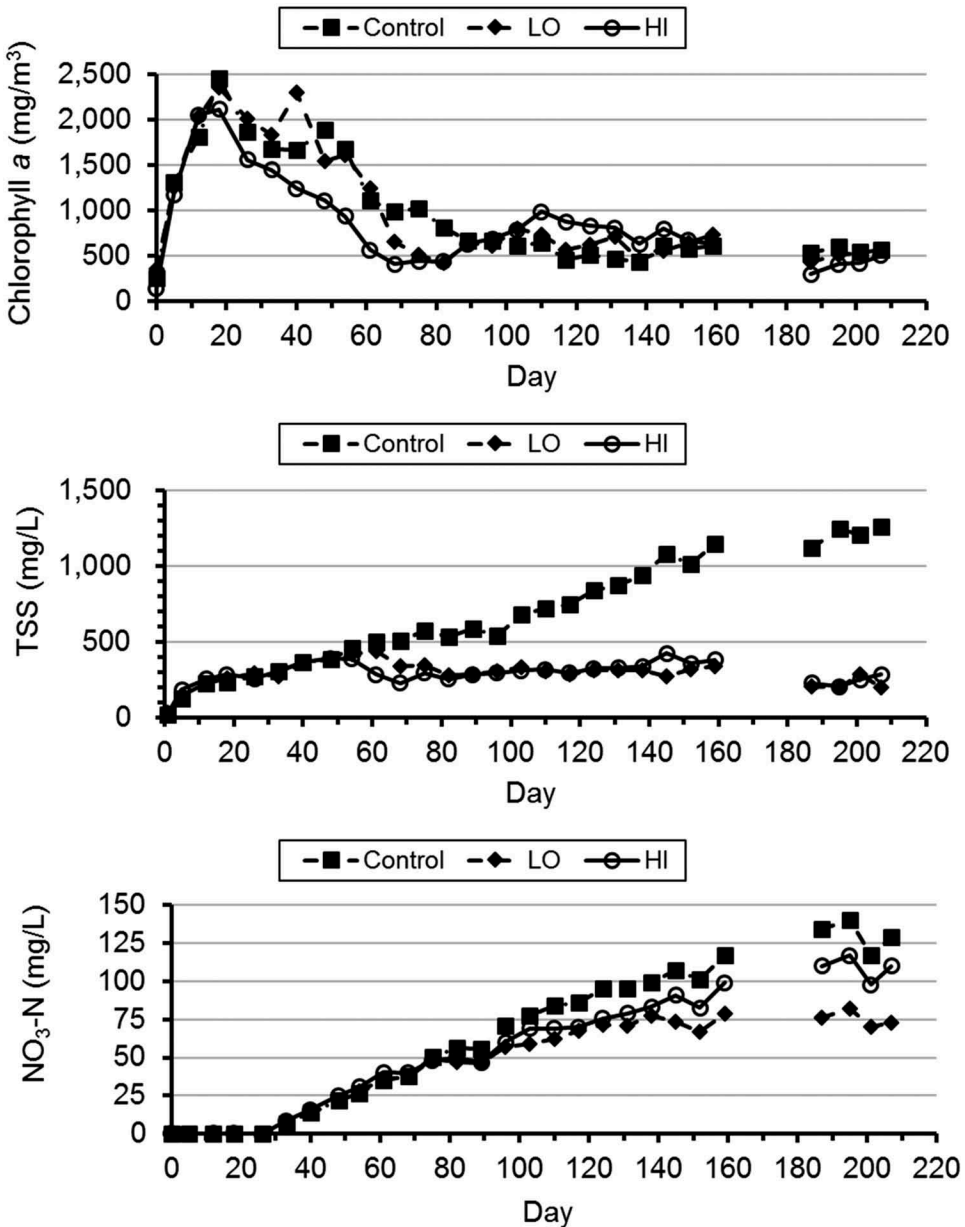 Control LO HI
Chlorophyll a (mg/m³)
2,500
2,000
1,500
1,000
500
0
0 20 40 60 80 100 120 140 160 180 200 220
Day
Control LO HI
TSS (mg/L)
1,500
1,000
500
0
0 20 40 60 80 100 120 140 160 180 200 220
Day
Control LO HI
NO₃-N (mg/L)
150
125
100
75
50
25
0
0 20 40 60 80 100 120 140 160 180 200 220
Day